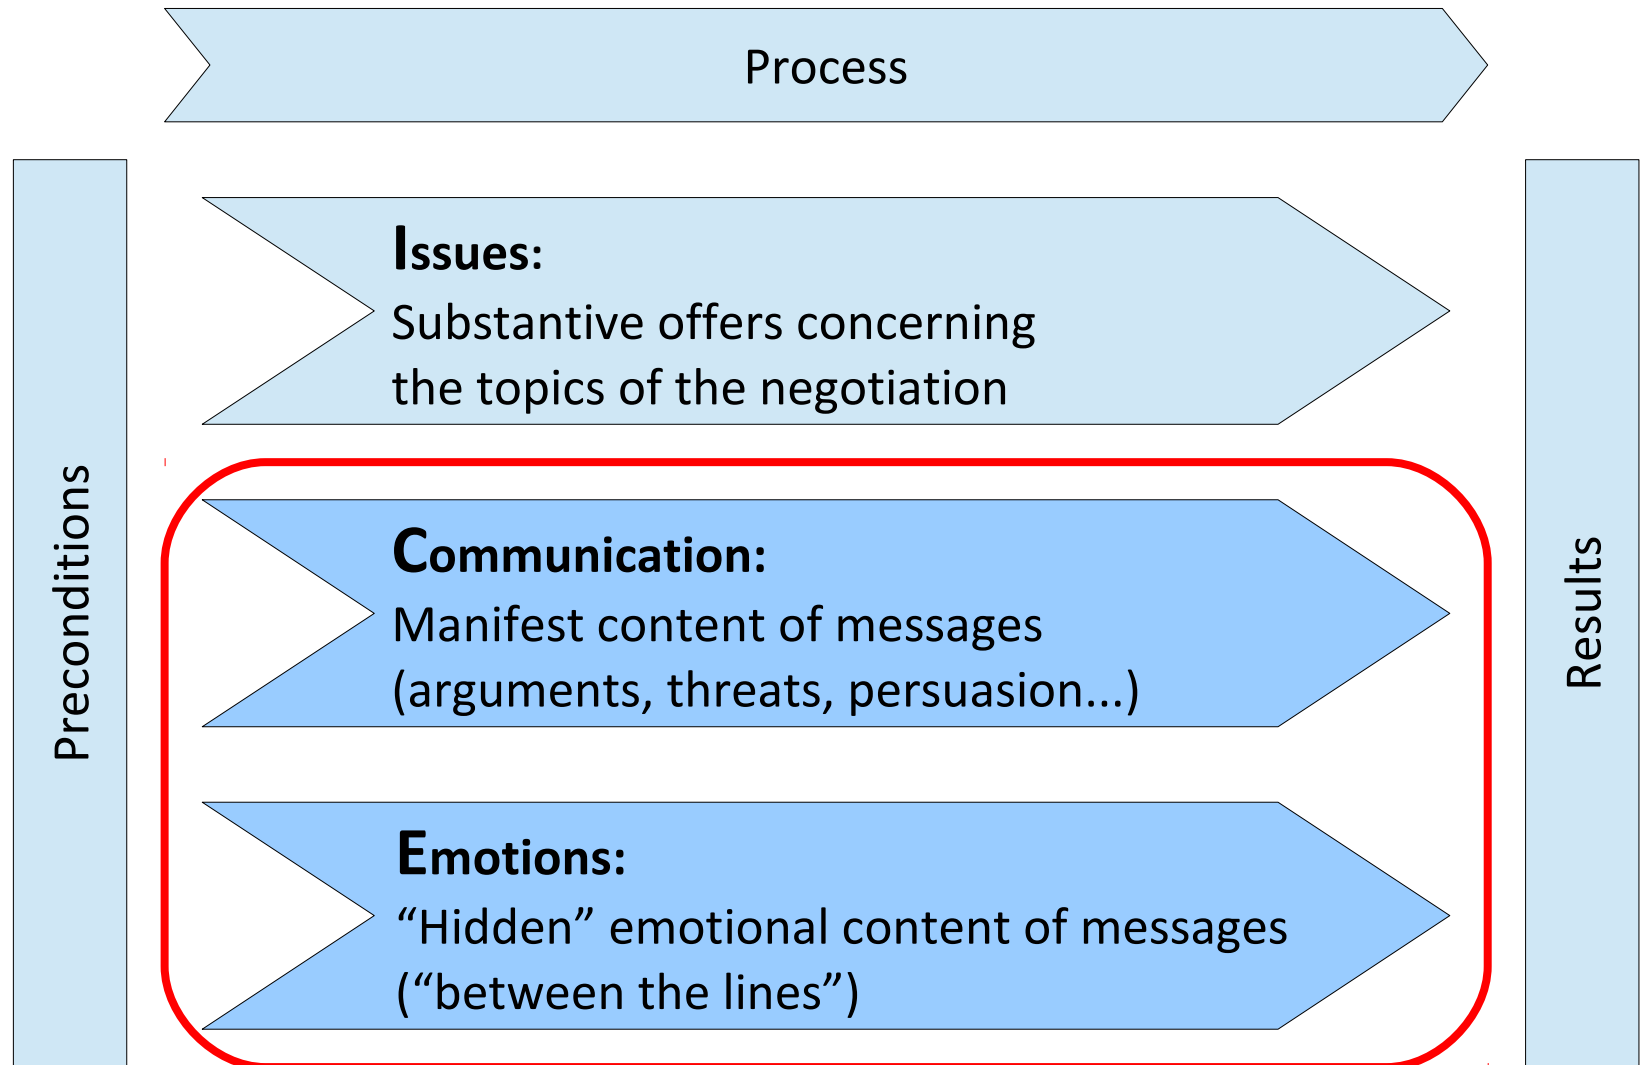 Process
Preconditions
Issues:
Substantive offers concerning
the topics of the negotiation
Communication:
Manifest content of messages
(arguments, threats, persuasion...)
Emotions:
“Hidden” emotional content of messages
(“between the lines”)
Results